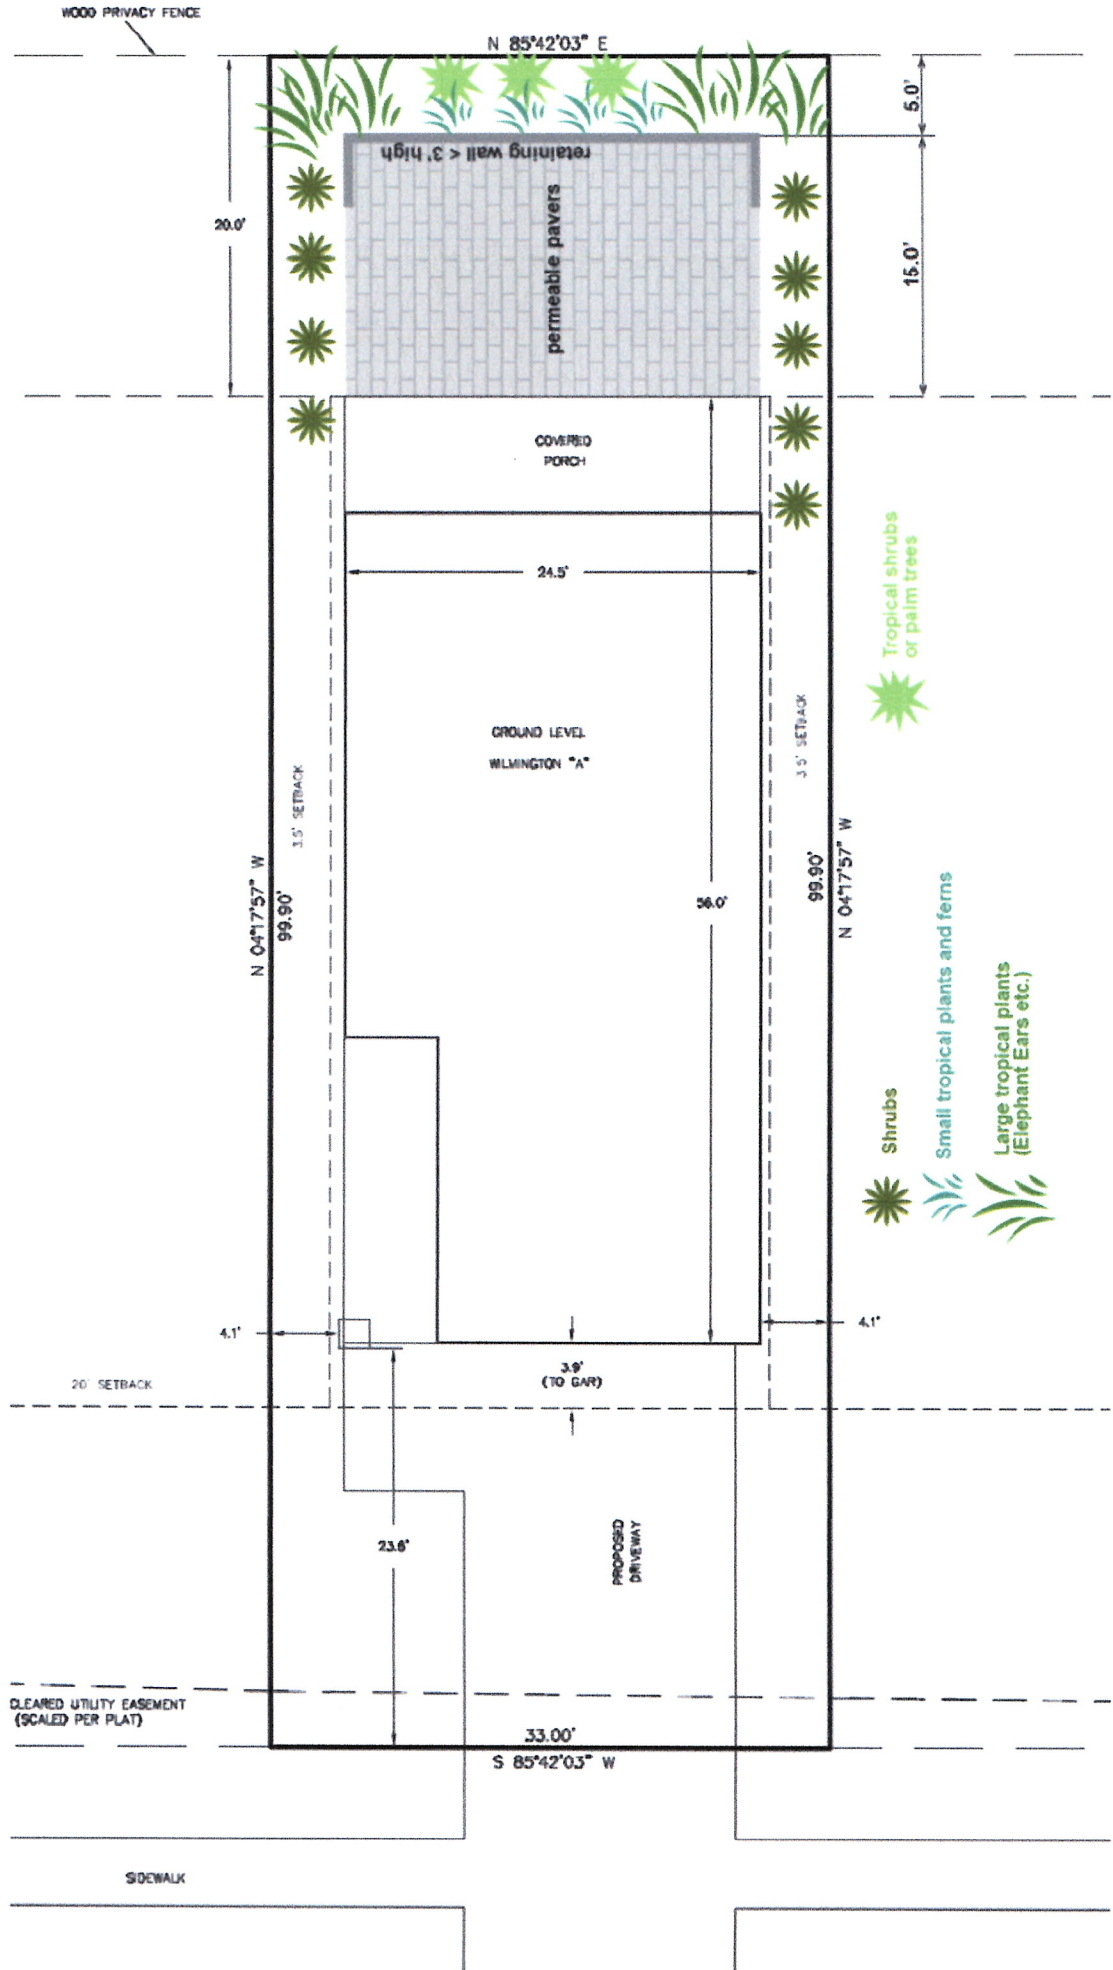 WOOD PRIVACY FENCE
N 85°42'03" E
5.0'
20.0'
15.0'
retaining wall < 3' high
permeable pavers
COVERED
PORCH
24.5'
Tropical shrubs
or palm trees
GROUND LEVEL
WILMINGTON "A"
3.5' SETBACK
3.5' SETBACK
N 04°17'57" W
99.90'
56.0'
99.90'
N 04°17'57" W
Shrubs
Small tropical plants and ferns
Large tropical plants
(Elephant Ears etc.)
4.1'
4.1'
3.9'
(TO GAR)
20' SETBACK
23.6'
PROPOSED
DRIVEWAY
CLEARED UTILITY EASEMENT
(SCALED PER PLAT)
33.00'
S 85°42'03" W
SIDEWALK